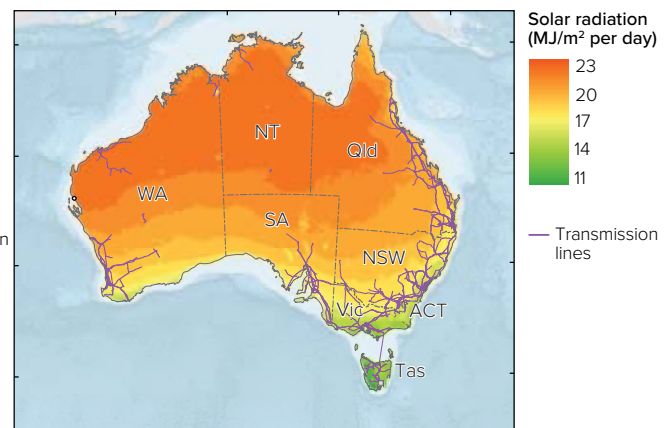 Solar radiation
(MJ/m² per day)
23
20
17
14
11
Transmission
lines
NT
Qld
WA
SA
NSW
Vic
ACT
Tas
n